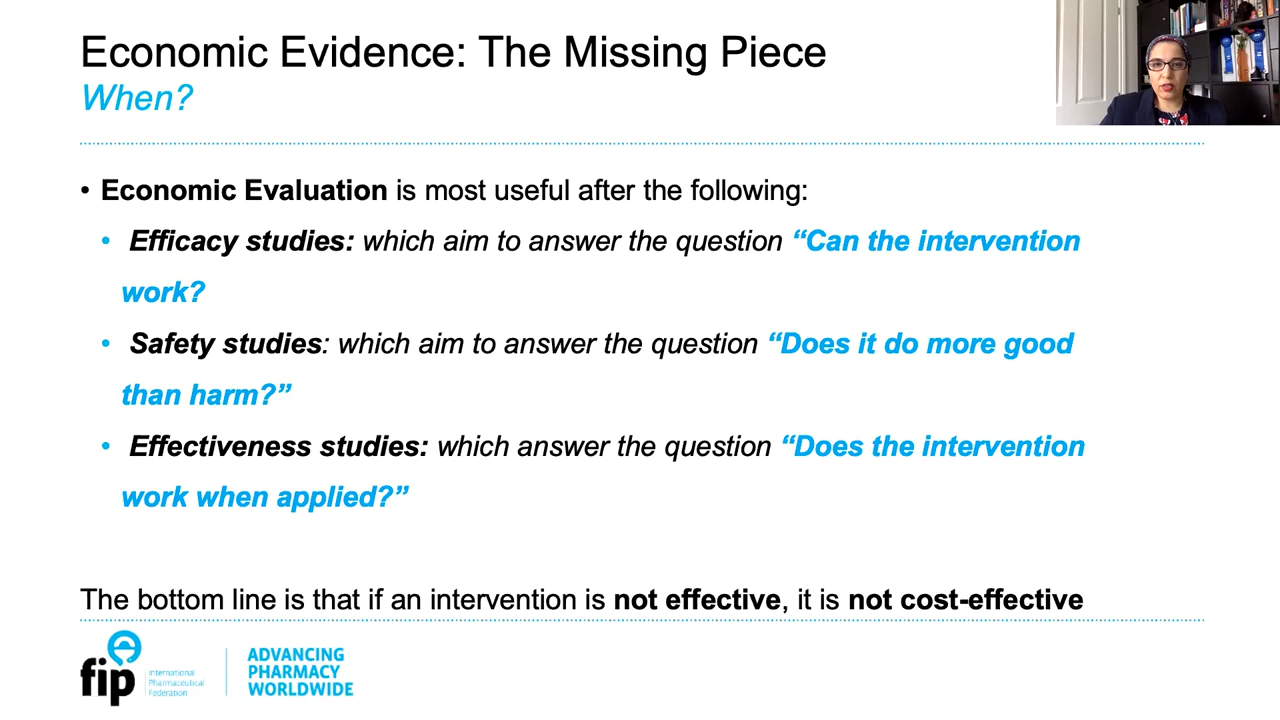 Economic Evidence: The Missing Piece
When?
• Economic Evaluation is most useful after the following:
• Efficacy studies: which aim to answer the question “Can the intervention
work?
• Safety studies: which aim to answer the question “Does it do more good
than harm?”
• Effectiveness studies: which answer the question “Does the intervention
work when applied?”
The bottom line is that if an intervention is not effective, it is not cost-effective
fip
International
Pharmaceutical
Federation
ADVANCING
PHARMACY
WORLDWIDE